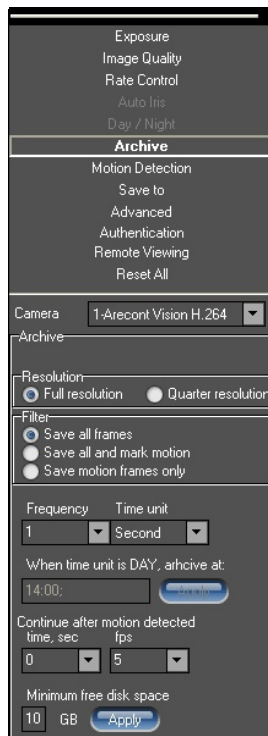 Exposure
Image Quality
Rate Control
Auto Iris
Day / Night
Archive
Motion Detection
Save to
Advanced
Authentication
Remote Viewing
Reset All
Camera 1-Arecont Vision H.264
Archive
Resolution
Full resolution Quarter resolution
Filter
Save all frames
Save all and mark motion
Save motion frames only
Frequency Time unit
1 Second
When time unit is DAY, arhcive at:
14:00;
Continue after motion detected
time, sec fps
0 5
Minimum free disk space
10 GB Apply